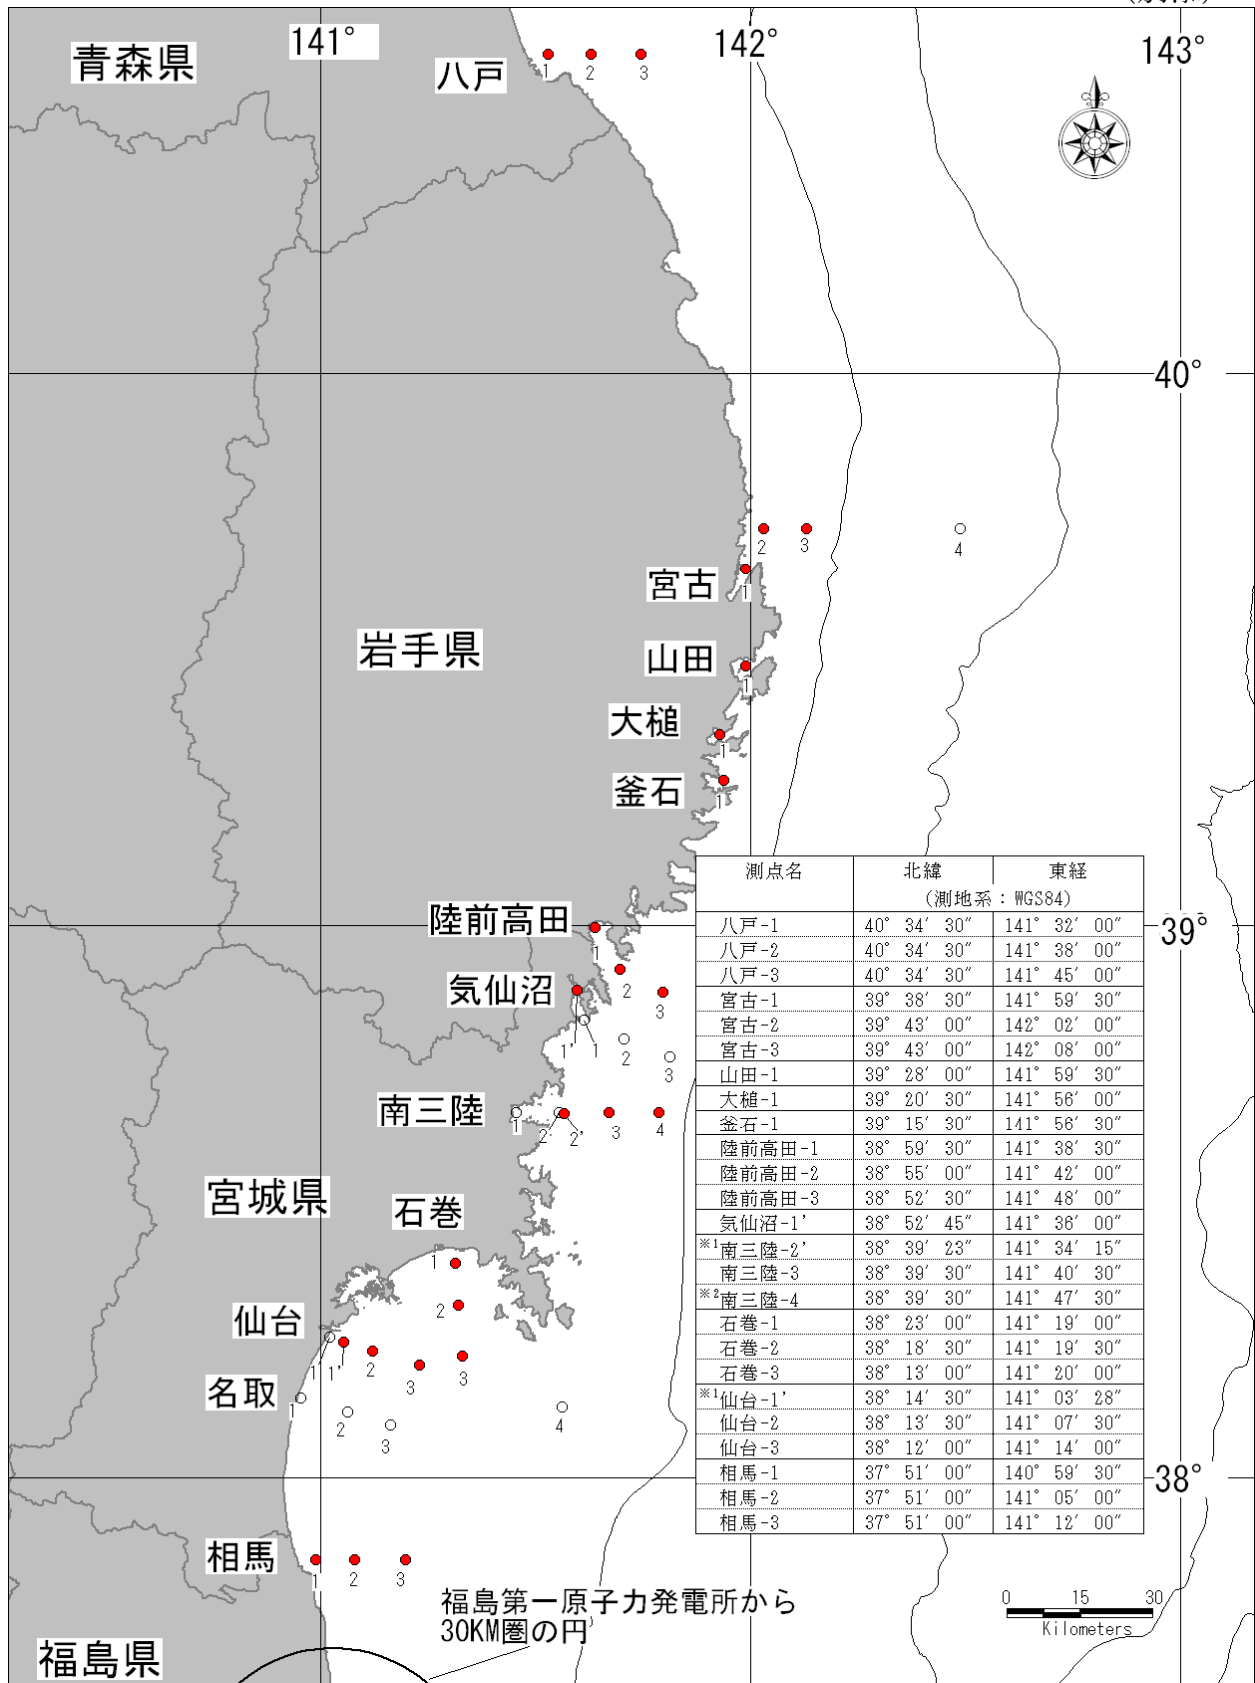 141°
142°
143°
青森県
八戸
1 2 3
40°
2 3 4
宮古
1
岩手県
山田
1
大槌
1
釜石
1
測点名 北緯 東経
(測地系：WGS84)
八戸-1 40° 34′ 30″ 141° 32′ 00″
八戸-2 40° 34′ 30″ 141° 38′ 00″
八戸-3 40° 34′ 30″ 141° 45′ 00″
宮古-1 39° 38′ 30″ 141° 59′ 30″
宮古-2 39° 43′ 00″ 142° 02′ 00″
宮古-3 39° 43′ 00″ 142° 08′ 00″
山田-1 39° 28′ 00″ 141° 59′ 30″
大槌-1 39° 20′ 30″ 141° 56′ 00″
釜石-1 39° 15′ 30″ 141° 56′ 30″
陸前高田-1 38° 59′ 30″ 141° 38′ 30″
陸前高田-2 38° 55′ 00″ 141° 42′ 00″
陸前高田-3 38° 52′ 30″ 141° 48′ 00″
気仙沼-1’ 38° 52′ 45″ 141° 36′ 00″
※1南三陸-2’ 38° 39′ 23″ 141° 34′ 15″
南三陸-3 38° 39′ 30″ 141° 40′ 30″
※2南三陸-4 38° 39′ 30″ 141° 47′ 30″
石巻-1 38° 23′ 00″ 141° 19′ 00″
石巻-2 38° 18′ 30″ 141° 19′ 30″
石巻-3 38° 13′ 00″ 141° 20′ 00″
※1仙台-1’ 38° 14′ 30″ 141° 03′ 28″
仙台-2 38° 13′ 30″ 141° 07′ 30″
仙台-3 38° 12′ 00″ 141° 14′ 00″
相馬-1 37° 51′ 00″ 140° 59′ 30″
相馬-2 37° 51′ 00″ 141° 05′ 00″
相馬-3 37° 51′ 00″ 141° 12′ 00″
陸前高田
39°
1
2
3
気仙沼
1' 1
2
3
南三陸
1 2 2' 3 4
宮城県
石巻
1
2
3
4
仙台
1 1' 2 3
名取
1 2 3
38°
相馬
1 2 3
福島第一原子力発電所から
30KM圏の円
0 15 30
Kilometers
福島県